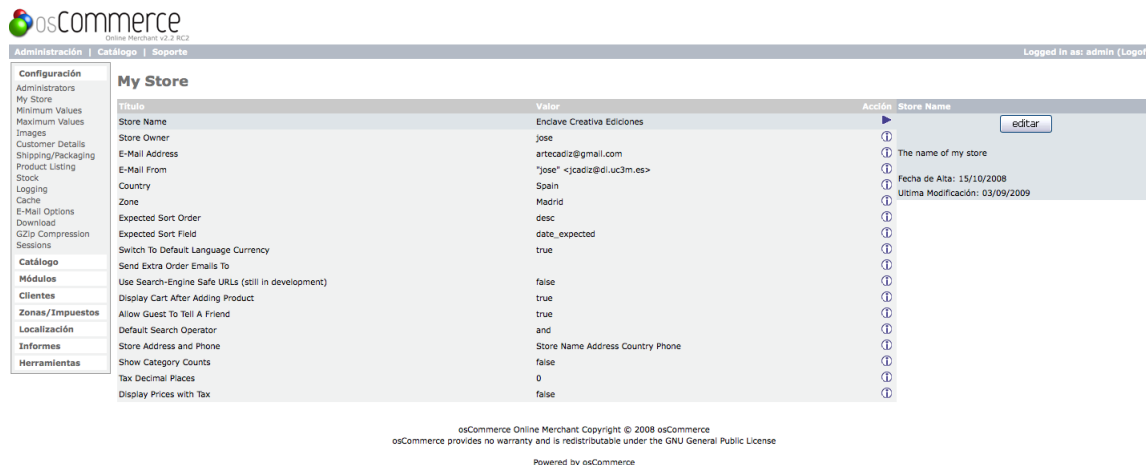 osCommerce
Online Merchant v2.2 RC2
Administración | Catálogo | Soporte
Logged in as: admin (Logof
Configuración
Administrators
My Store
Minimum Values
Maximum Values
Images
Customer Details
Shipping/Packaging
Product Listing
Stock
Logging
Cache
E-Mail Options
Download
GZip Compression
Sessions
Catálogo
Módulos
Clientes
Zonas/Impuestos
Localización
Informes
Herramientas
My Store
Título Valor Acción
Store Name Enclave Creativa Ediciones
Store Owner jose
E-Mail Address artecadiz@gmail.com
E-Mail From "jose" <jcadiz@di.uc3m.es>
Country Spain
Zone Madrid
Expected Sort Order desc
Expected Sort Field date_expected
Switch To Default Language Currency true
Send Extra Order Emails To
Use Search-Engine Safe URLs (still in development) false
Display Cart After Adding Product true
Allow Guest To Tell A Friend true
Default Search Operator and
Store Address and Phone Store Name Address Country Phone
Show Category Counts false
Tax Decimal Places 0
Display Prices with Tax false
Store Name
editar
The name of my store
Fecha de Alta: 15/10/2008
Ultima Modificación: 03/09/2009
osCommerce Online Merchant Copyright © 2008 osCommerce
osCommerce provides no warranty and is redistributable under the GNU General Public License
Powered by osCommerce